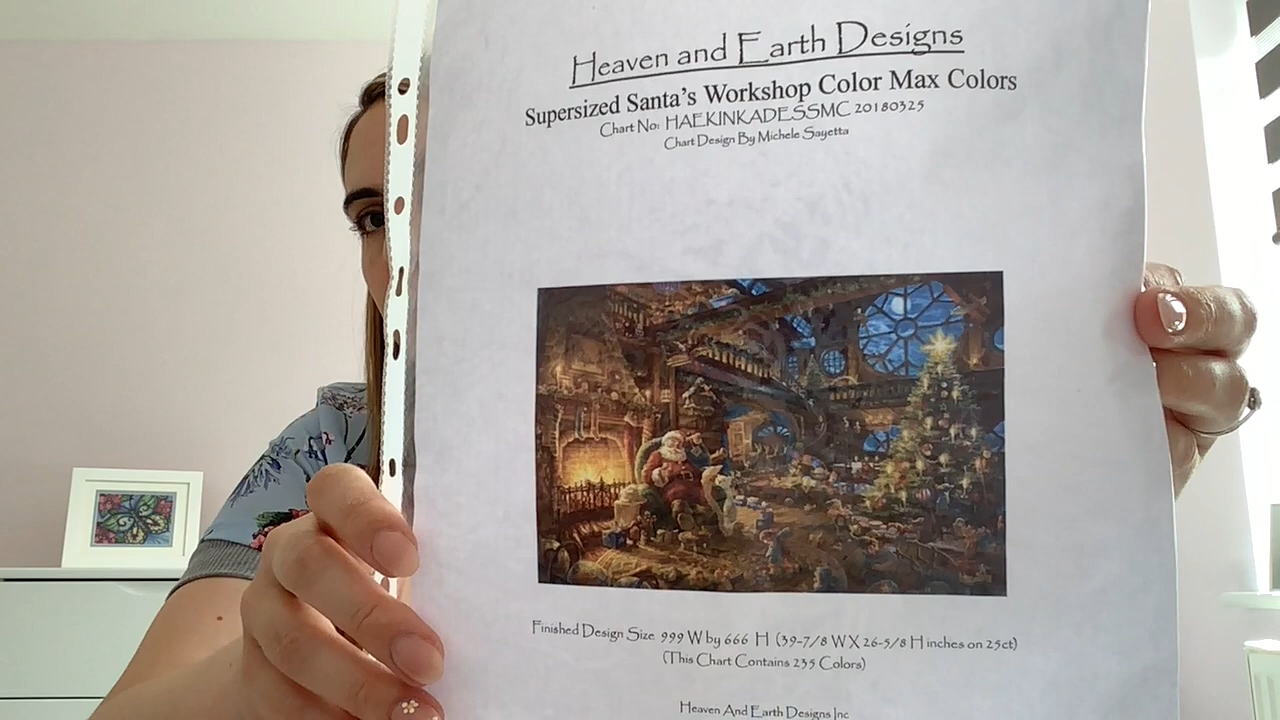 Heaven and Earth Designs
Supersized Santa's Workshop Color Max Colors
Chart No: HAEKINKADESSMC 20180325
Chart Design By Michele Sayetta
Finished Design Size 999 W by 666 H (39-7/8 W X 26-5/8 H inches on 25ct)
(This Chart Contains 235 Colors)
Heaven And Earth Designs Inc